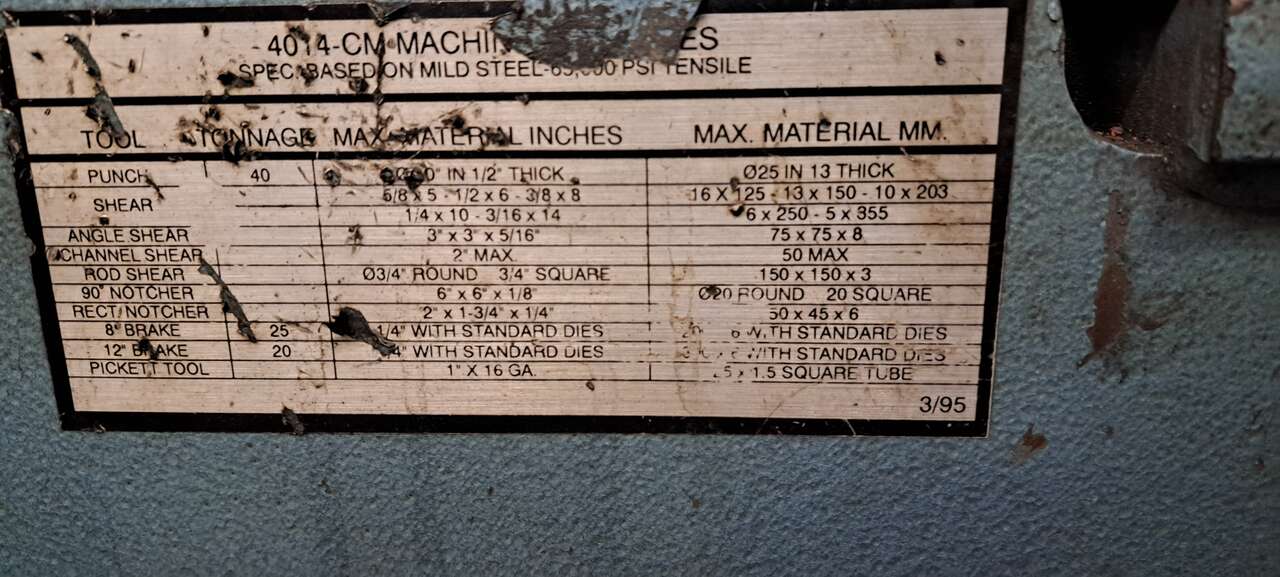 4014-CM
SPEC. BASED ON MILD STEEL- PSI TENSILE
TOOL TONNAGE MAX. MATERIAL INCHES MAX. MATERIAL MM.
PUNCH 40 IN 1/2" THICK Ø25 IN 13 THICK
SHEAR 5/8 x 5 - 1/2 x 6 - 3/8 x 8 16 X 125 - 13 x 150 - 10 x 203
1/4 x 10 - 3/16 x 14 6 x 250 - 5 x 355
ANGLE SHEAR 3" x 3" x 5/16" 75 x 75 x 8
CHANNEL SHEAR 2" MAX. 50 MAX
ROD SHEAR Ø3/4" ROUND 3/4" SQUARE 150 x 150 x 3
90° NOTCHER 6" x 6" x 1/8" Ø20 ROUND 20 SQUARE
RECT NOTCHER 2" x 1-3/4" x 1/4" 50 x 45 x 6
8" BRAKE 25 1/4" WITH STANDARD DIES WITH STANDARD DIES
12" BRAKE 20 WITH STANDARD DIES WITH STANDARD DIES
PICKETT TOOL 1" X 16 GA. SQUARE TUBE
3/95